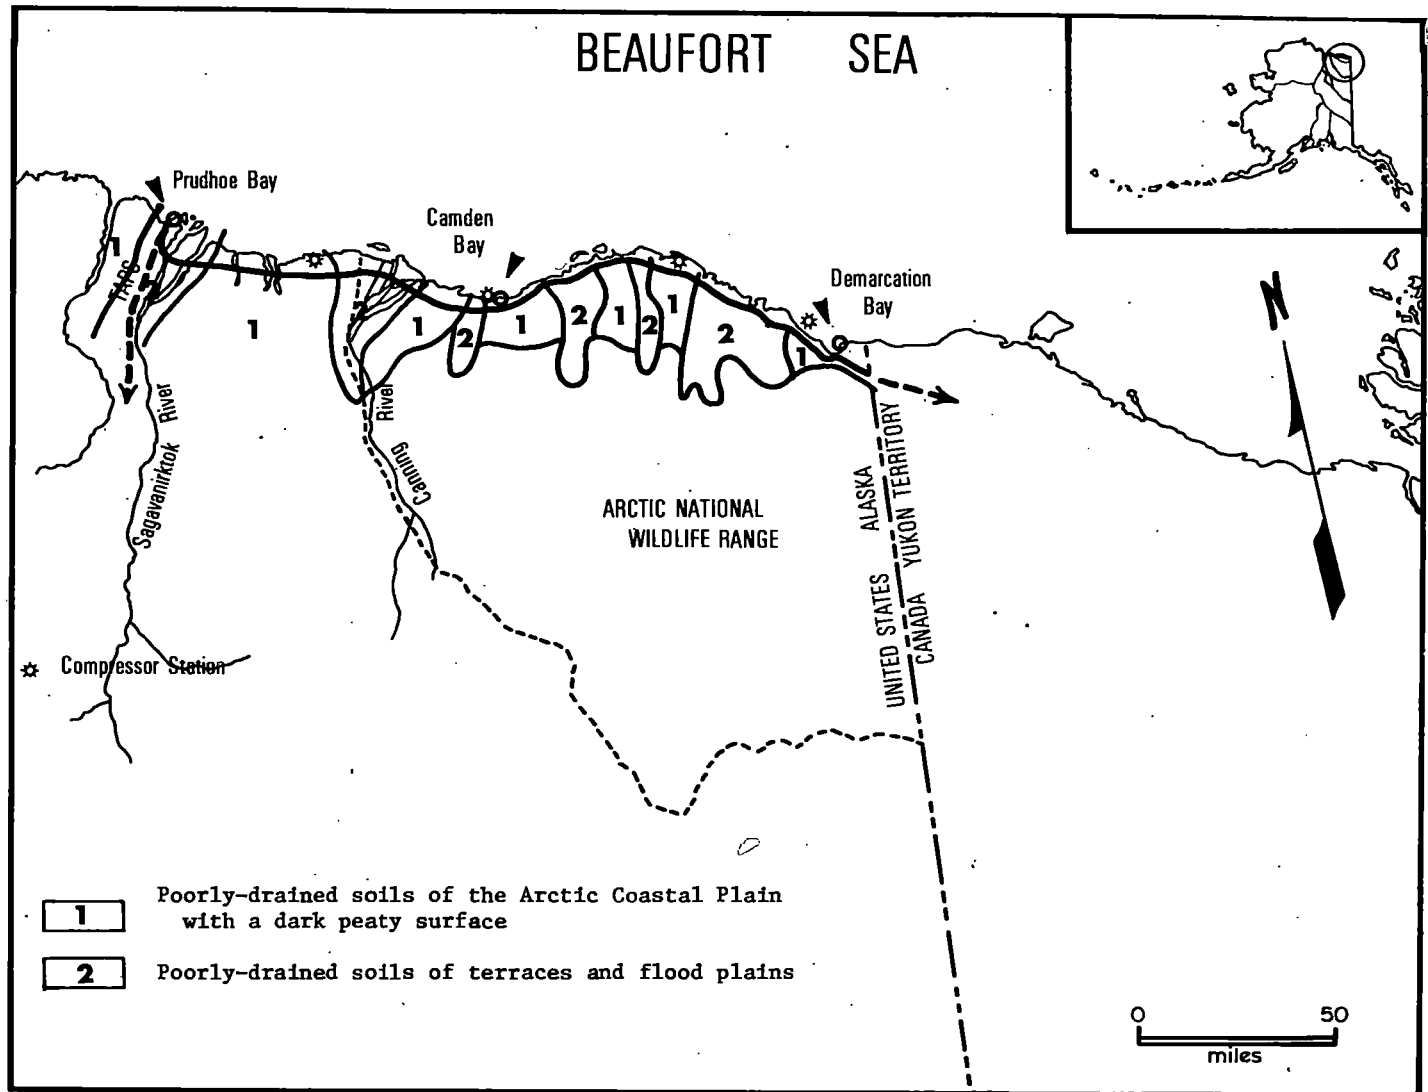 BEAUFORT SEA
Prudhoe Bay
Camden
Bay
Demarcation
Bay
N
1
TAPS
2
1
2
1
2
1
2
1
2
1
2
1
Sagavanirktok River
Canning River
ARCTIC NATIONAL
WILDLIFE RANGE
UNITED STATES ALASKA
CANADA YUKON TERRITORY
Compressor Station
1 Poorly-drained soils of the Arctic Coastal Plain
with a dark peaty surface
2 Poorly-drained soils of terraces and flood plains
0 50
miles